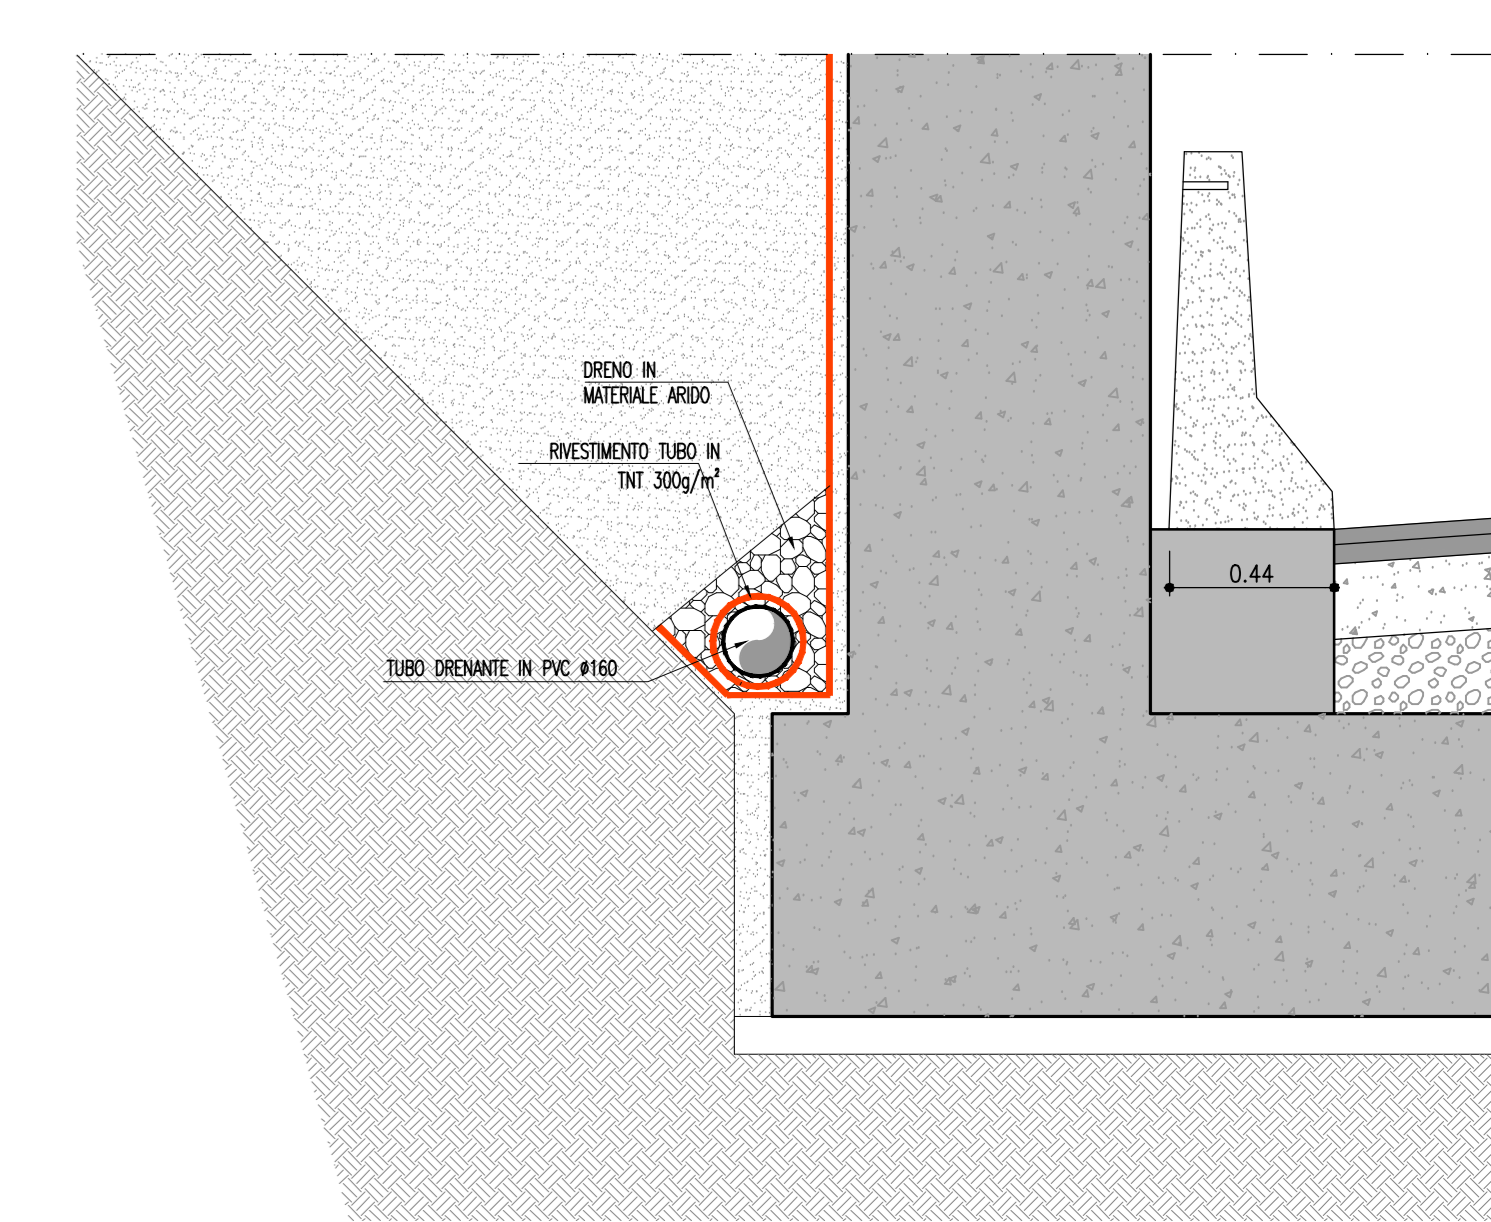 DRENO IN
MATERIALE ARIDO
RIVESTIMENTO TUBO IN
TNT 300g/m²
0.44
TUBO DRENANTE IN PVC ø160